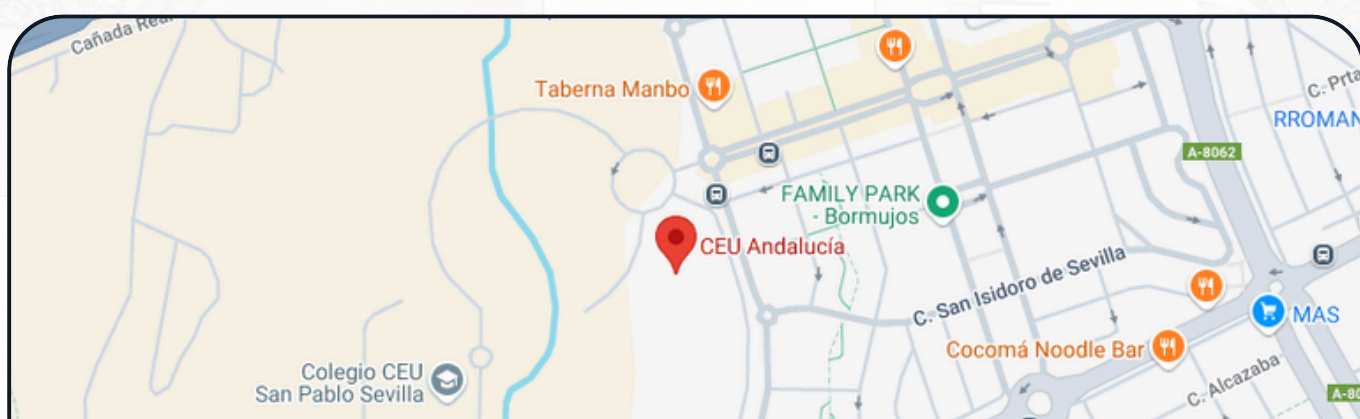 Cañada Real
Taberna Manbo
C. Prta
RROMAN
A-8062
FAMILY PARK
- Bormujos
CEU Andalucía
C. San Isidoro de Sevilla
MAS
Cocomá Noodle Bar
Colegio CEU
San Pablo Sevilla
C. Alcazaba
A-80